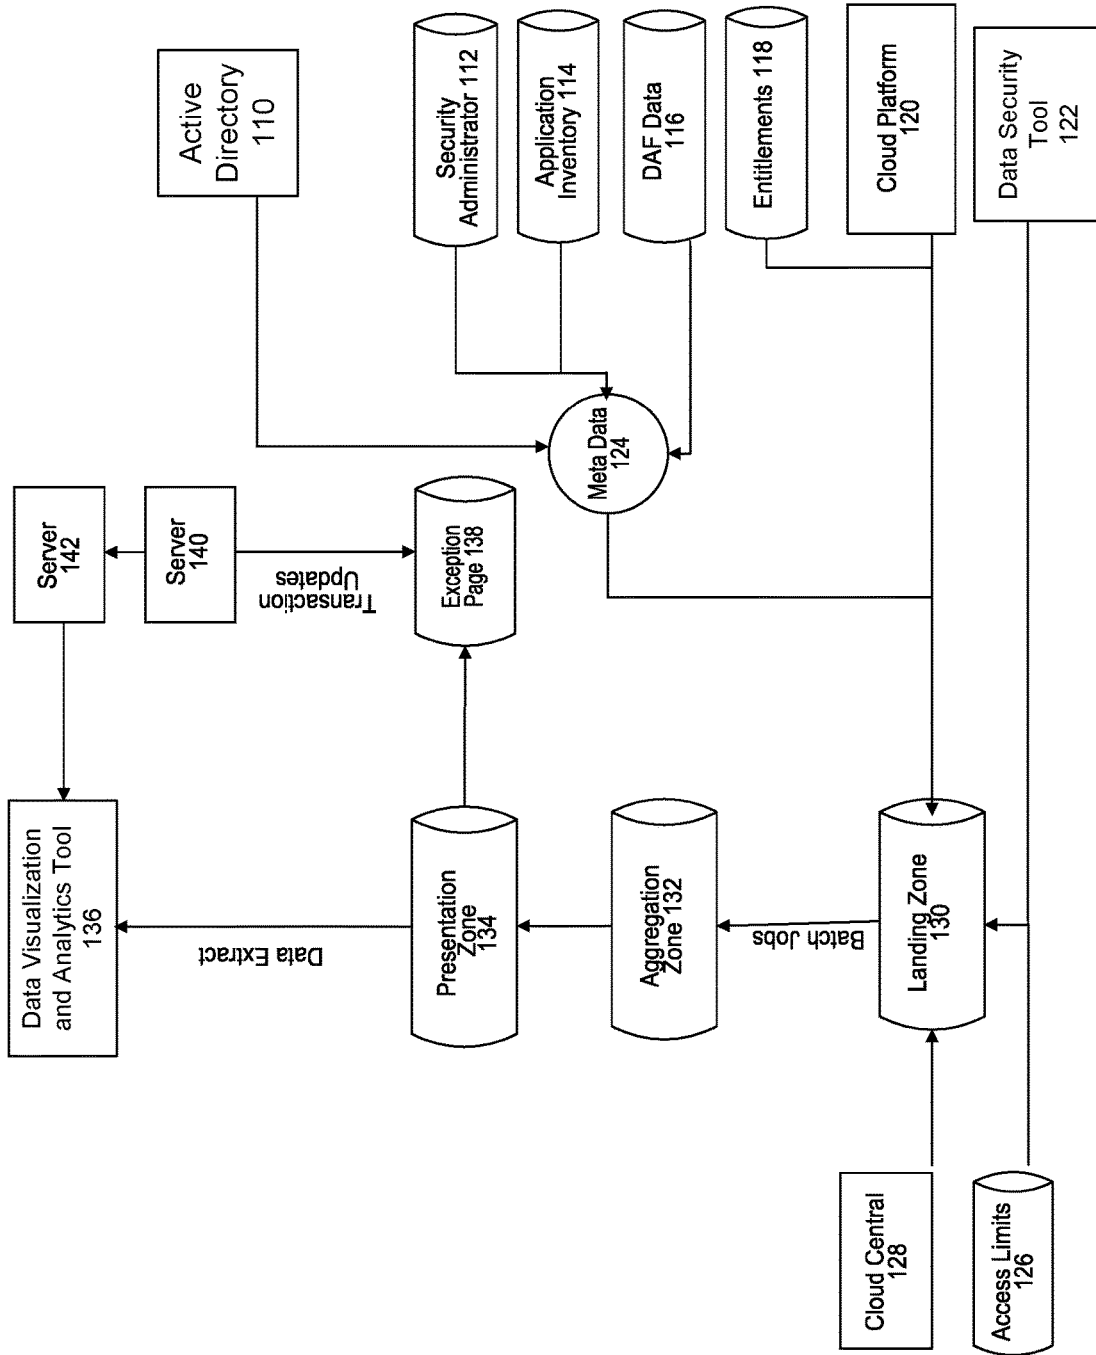 Active
Directory
110
Security
Administrator 112
Application
Inventory 114
DAF Data
116
Entitlements 118
Cloud Platform
120
Data Security
Tool
122
Server
142
Server
140
Transaction
Updates
Exception
Page 138
Meta Data
124
Data Visualization
and Analytics Tool
136
Data Extract
Presentation
Zone
134
Aggregation
Zone 132
Batch Jobs
Landing Zone
130
Cloud Central
128
Access Limits
126